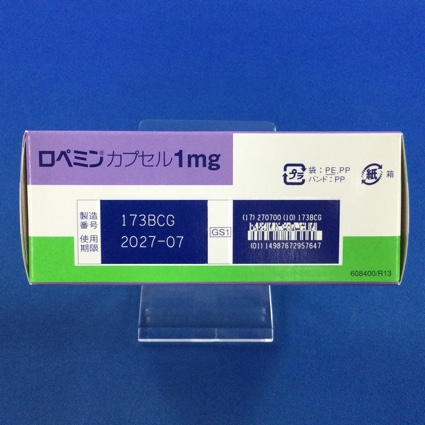 ロペミン®カプセル1mg
プラ
袋:PE,PP
バンド:PP
紙
箱
製造番号
173BCG
使用期限
2027-07
GS1
(17) 270700 (10) 173BCG
(01) 14987672957647
608400/R13